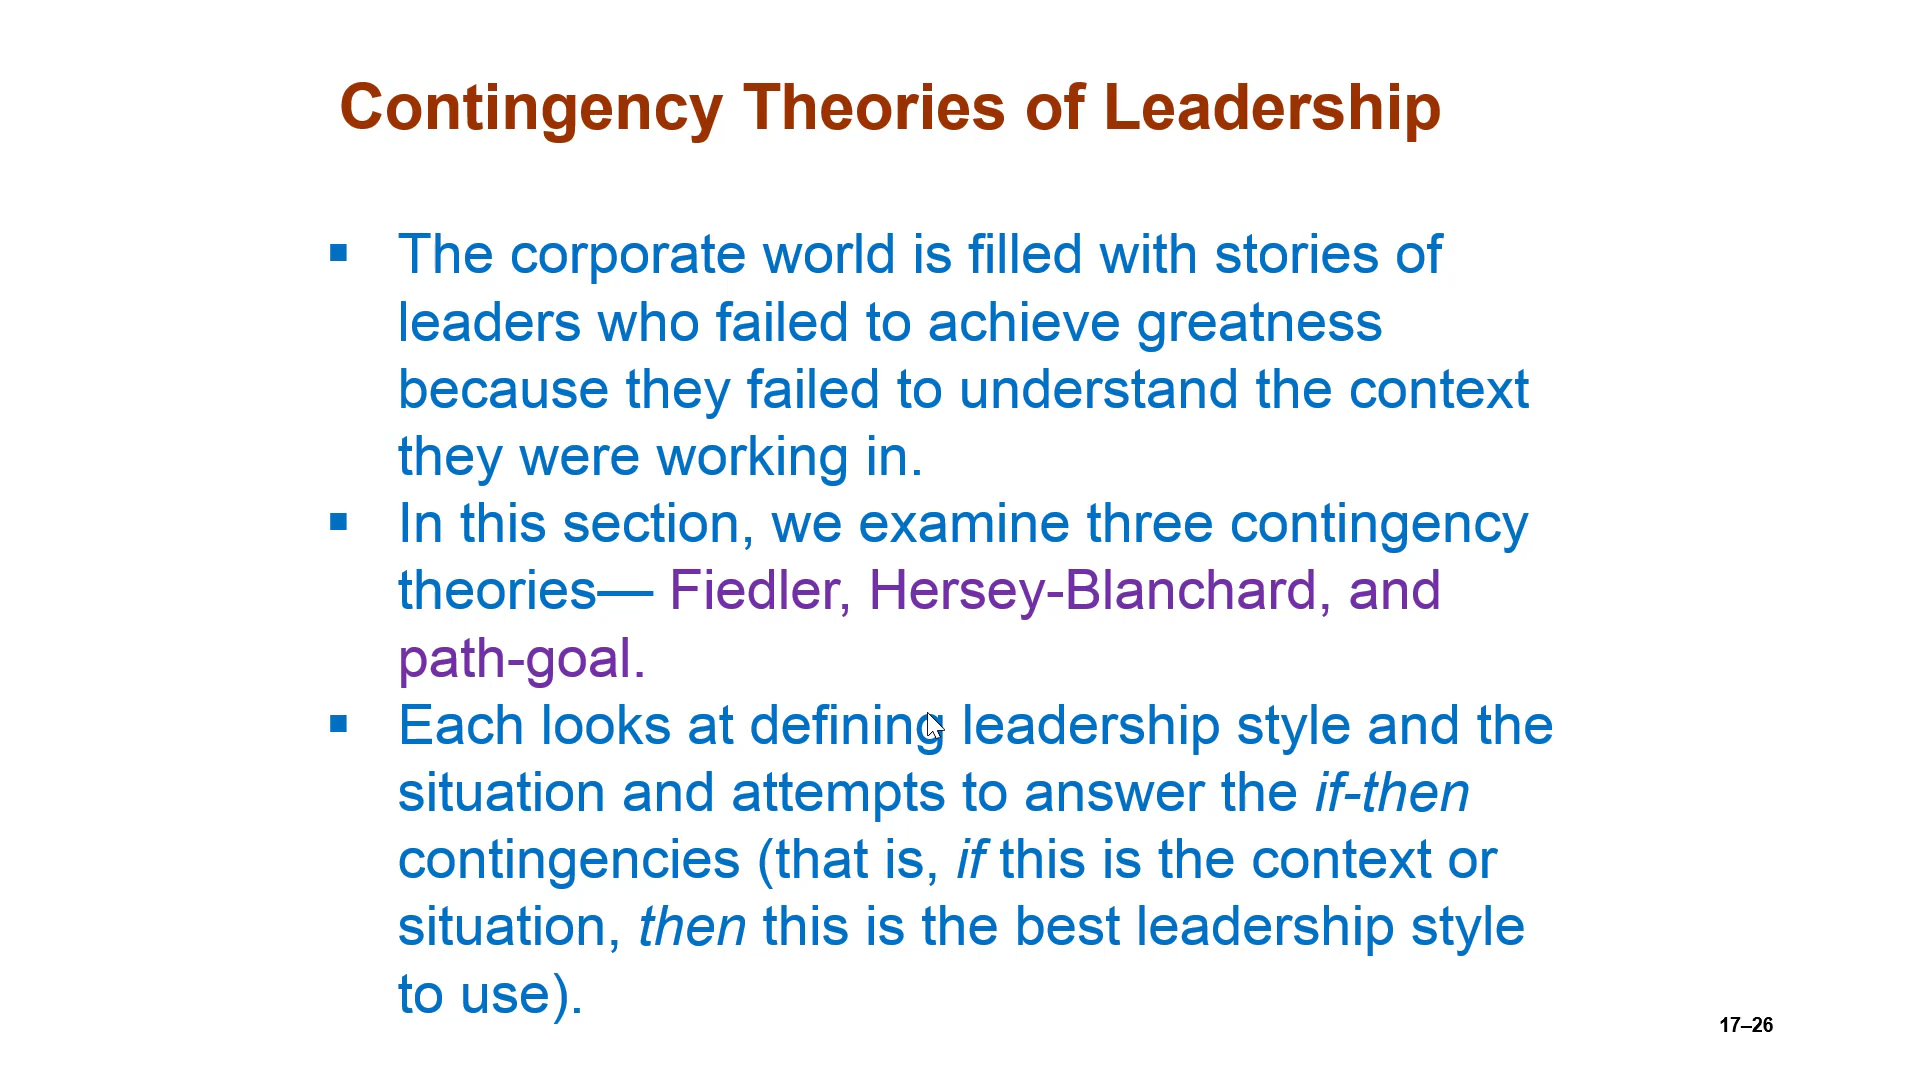 Contingency Theories of Leadership
▪ The corporate world is filled with stories of
leaders who failed to achieve greatness
because they failed to understand the context
they were working in.
▪ In this section, we examine three contingency
theories— Fiedler, Hersey-Blanchard, and
path-goal.
▪ Each looks at defining leadership style and the
situation and attempts to answer the if-then
contingencies (that is, if this is the context or
situation, then this is the best leadership style
to use).
17–26